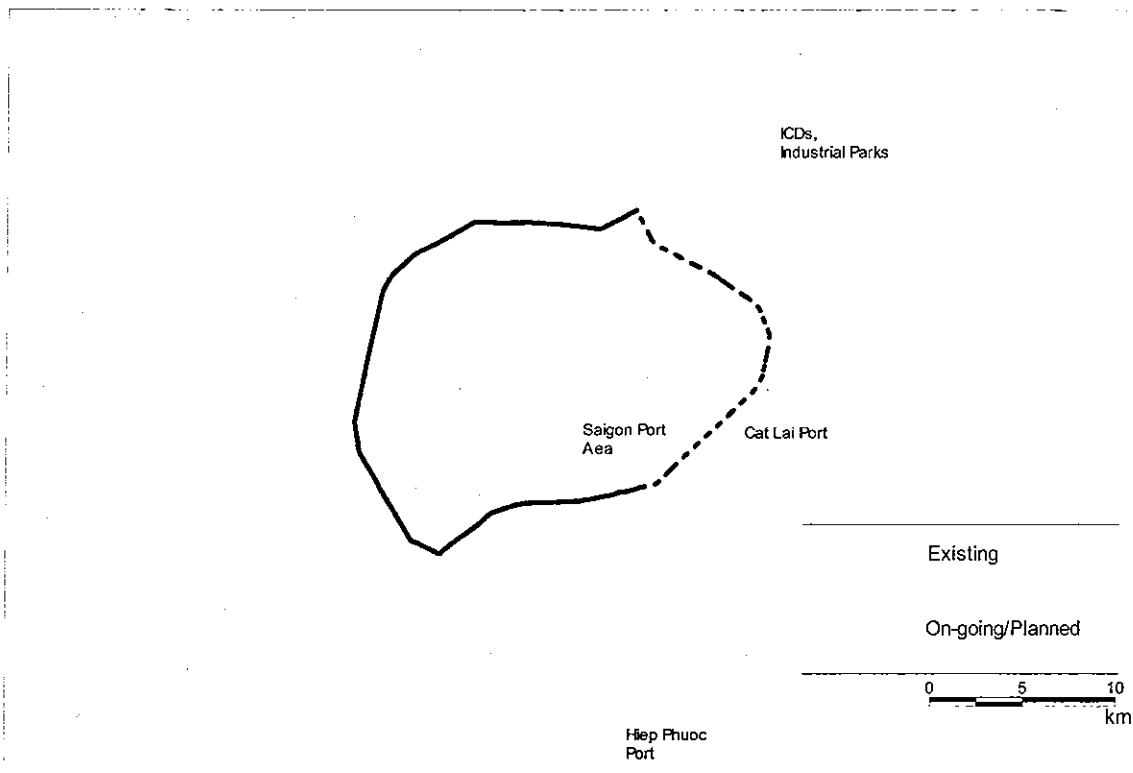 ICDs,
Industrial Parks
Saigon Port
Aea
Cat Lai Port
Existing
On-going/Planned
0 5 10
km
Hiep Phuoc
Port